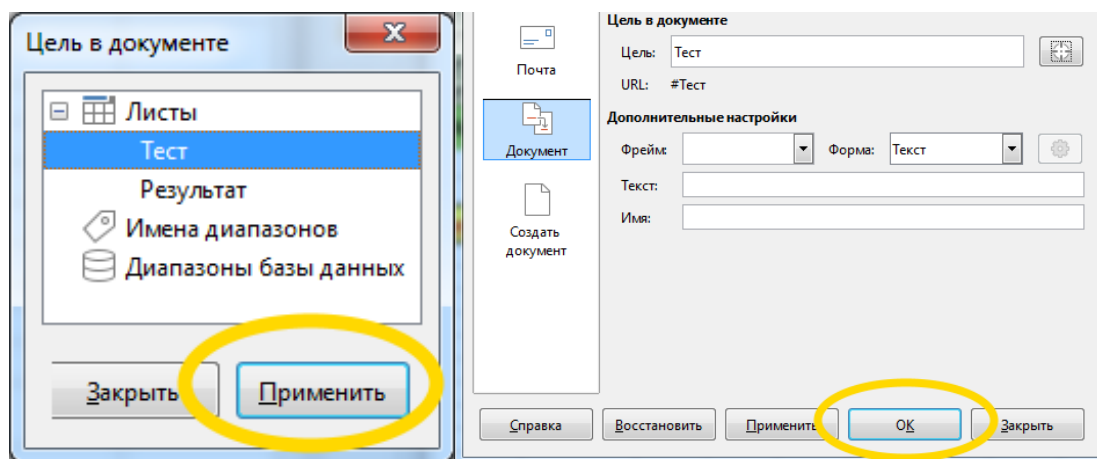 Цель в документе
Листы
Тест
Результат
Имена диапазонов
Диапазоны базы данных
Закрыть Применить
Почта
Документ
Создать
документ
Цель в документе
Цель: Тест
URL: #Тест
Дополнительные настройки
Фрейм: Форма: Текст
Текст:
Имя:
Справка Восстановить Применить ОК Закрыть